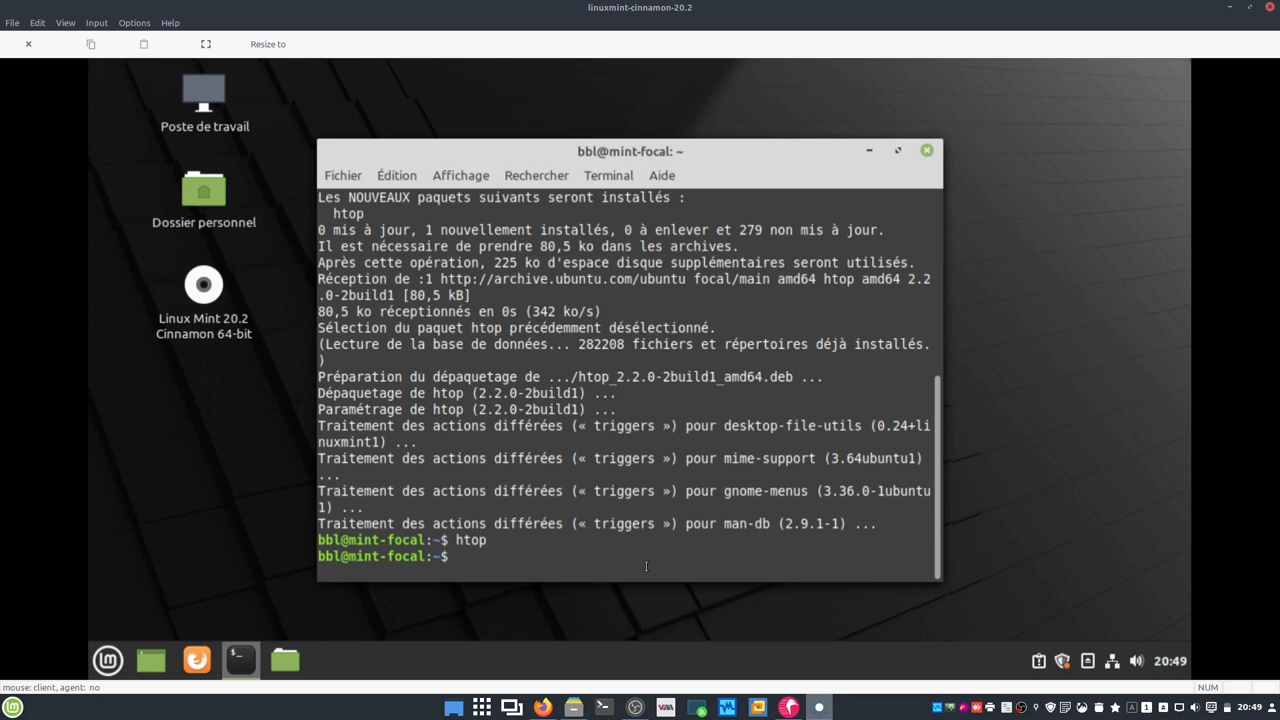 linuxmint-cinnamon-20.2
File Edit View Input Options Help
Resize to
Poste de travail
Dossier personnel
Linux Mint 20.2
Cinnamon 64-bit
bbl@mint-focal: ~
Fichier Édition Affichage Rechercher Terminal Aide
Les NOUVEAUX paquets suivants seront installés :
htop
0 mis à jour, 1 nouvellement installés, 0 à enlever et 279 non mis à jour.
Il est nécessaire de prendre 80,5 ko dans les archives.
Après cette opération, 225 ko d'espace disque supplémentaires seront utilisés.
Réception de :1 http://archive.ubuntu.com/ubuntu focal/main amd64 htop amd64 2.2
.0-2build1 [80,5 kB]
80,5 ko réceptionnés en 0s (342 ko/s)
Sélection du paquet htop précédemment désélectionné.
(Lecture de la base de données... 282208 fichiers et répertoires déjà installés.
)
Préparation du dépaquetage de .../htop_2.2.0-2build1_amd64.deb ...
Dépaquetage de htop (2.2.0-2build1) ...
Paramétrage de htop (2.2.0-2build1) ...
Traitement des actions différées (« triggers ») pour desktop-file-utils (0.24+li
nuxmint1) ...
Traitement des actions différées (« triggers ») pour mime-support (3.64ubuntu1)
...
Traitement des actions différées (« triggers ») pour gnome-menus (3.36.0-1ubuntu
1) ...
Traitement des actions différées (« triggers ») pour man-db (2.9.1-1) ...
bbl@mint-focal:~$ htop
bbl@mint-focal:~$
20:49
mouse: client, agent: no
NUM
20:49